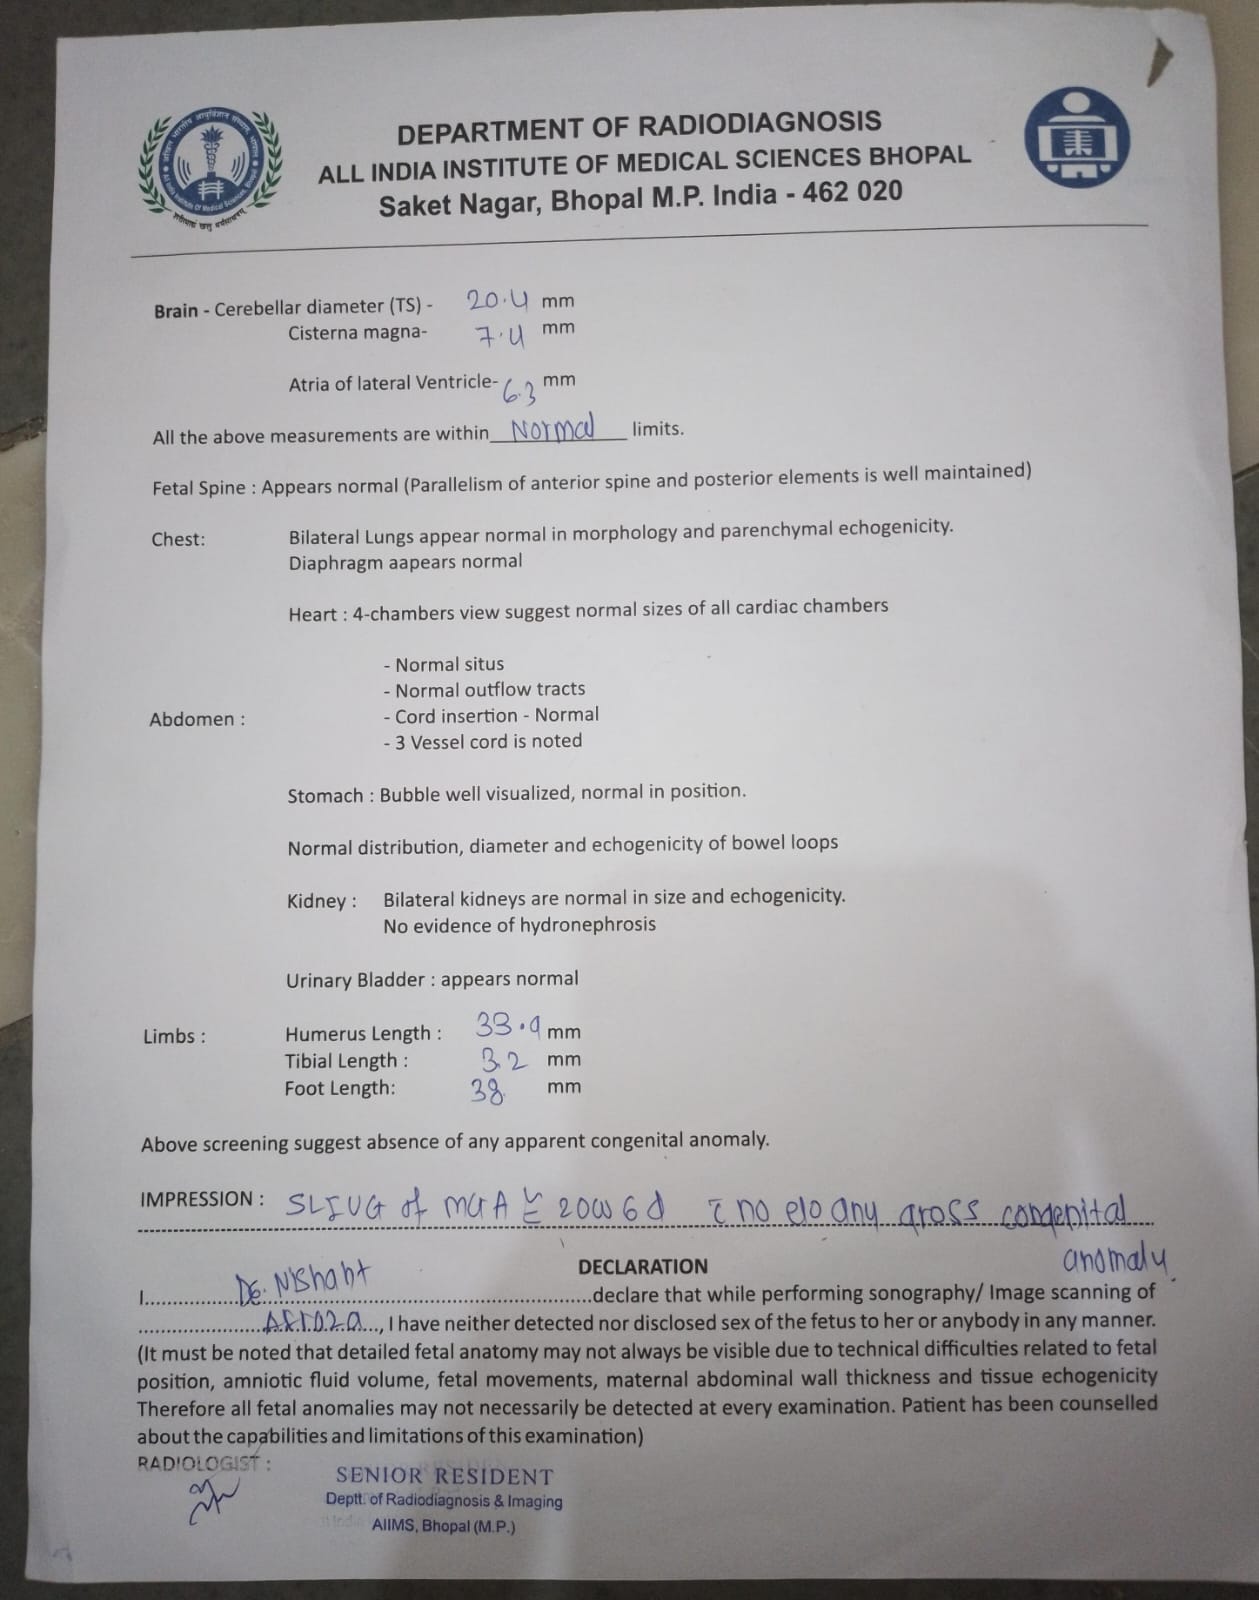 DEPARTMENT OF RADIODIAGNOSIS
ALL INDIA INSTITUTE OF MEDICAL SCIENCES BHOPAL
Saket Nagar, Bhopal M.P. India - 462 020
Brain - Cerebellar diameter (TS) - 20.4 mm
Cisterna magna- 7.4 mm
Atria of lateral Ventricle- 6.3 mm
All the above measurements are within Normal limits.
Fetal Spine : Appears normal (Parallelism of anterior spine and posterior elements is well maintained)
Chest: Bilateral Lungs appear normal in morphology and parenchymal echogenicity.
Diaphragm aapears normal
Heart : 4-chambers view suggest normal sizes of all cardiac chambers
- Normal situs
- Normal outflow tracts
Abdomen : - Cord insertion - Normal
- 3 Vessel cord is noted
Stomach : Bubble well visualized, normal in position.
Normal distribution, diameter and echogenicity of bowel loops
Kidney : Bilateral kidneys are normal in size and echogenicity.
No evidence of hydronephrosis
Urinary Bladder : appears normal
Limbs : Humerus Length : 33.9 mm
Tibial Length : 32 mm
Foot Length: 38 mm
Above screening suggest absence of any apparent congenital anomaly.
IMPRESSION : SLIUG of MGA 20w 6d c̄ no e/o any gross congenital
anomaly
DECLARATION
I.................Dr. Nishant.................declare that while performing sonography/ Image scanning of
......................, I have neither detected nor disclosed sex of the fetus to her or anybody in any manner.
(It must be noted that detailed fetal anatomy may not always be visible due to technical difficulties related to fetal
position, amniotic fluid volume, fetal movements, maternal abdominal wall thickness and tissue echogenicity
Therefore all fetal anomalies may not necessarily be detected at every examination. Patient has been counselled
about the capabilities and limitations of this examination)
RADIOLOGIST :
SENIOR RESIDENT
Deptt. of Radiodiagnosis & Imaging
AIIMS, Bhopal (M.P.)